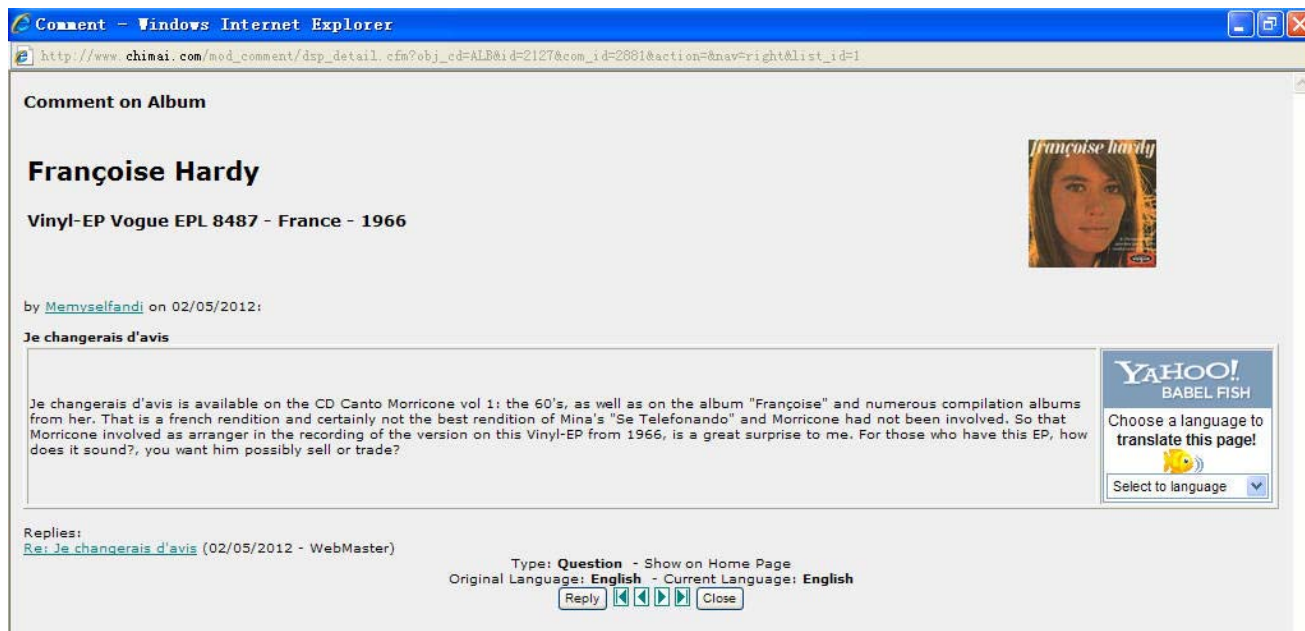 Comment - Windows Internet Explorer
http://www.chimai.com/mod_comment/dsp_detail.cfm?obj_cd=ALB&id=2127&com_id=2881&action=&nav=right&list_id=1
Comment on Album
Françoise Hardy
françoise hardy
Vinyl-EP Vogue EPL 8487 - France - 1966
by Memyselfandi on 02/05/2012:
Je changerais d'avis
Je changerais d'avis is available on the CD Canto Morricone vol 1: the 60's, as well as on the album "Françoise" and numerous compilation albums
from her. That is a french rendition and certainly not the best rendition of Mina's "Se Telefonando" and Morricone had not been involved. So that
Morricone involved as arranger in the recording of the version on this Vinyl-EP from 1966, is a great surprise to me. For those who have this EP, how
does it sound?, you want him possibly sell or trade?
YAHOO!
BABEL FISH
Choose a language to
translate this page!
Select to language
Replies:
Re: Je changerais d'avis (02/05/2012 - WebMaster)
Type: Question - Show on Home Page
Original Language: English - Current Language: English
Reply Close